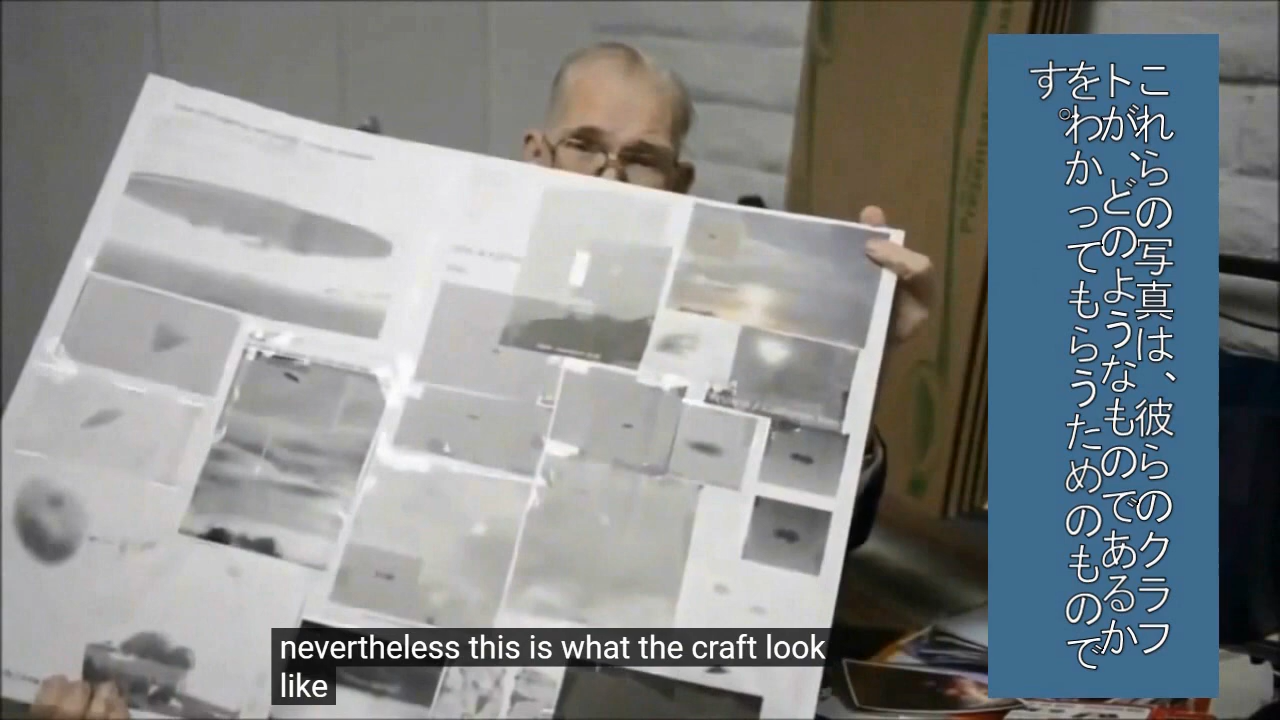 これらの写真は、彼らのクラフ
トが、どのようなものであるか
をわかってもらうためのもので
す。
nevertheless this is what the craft look
like